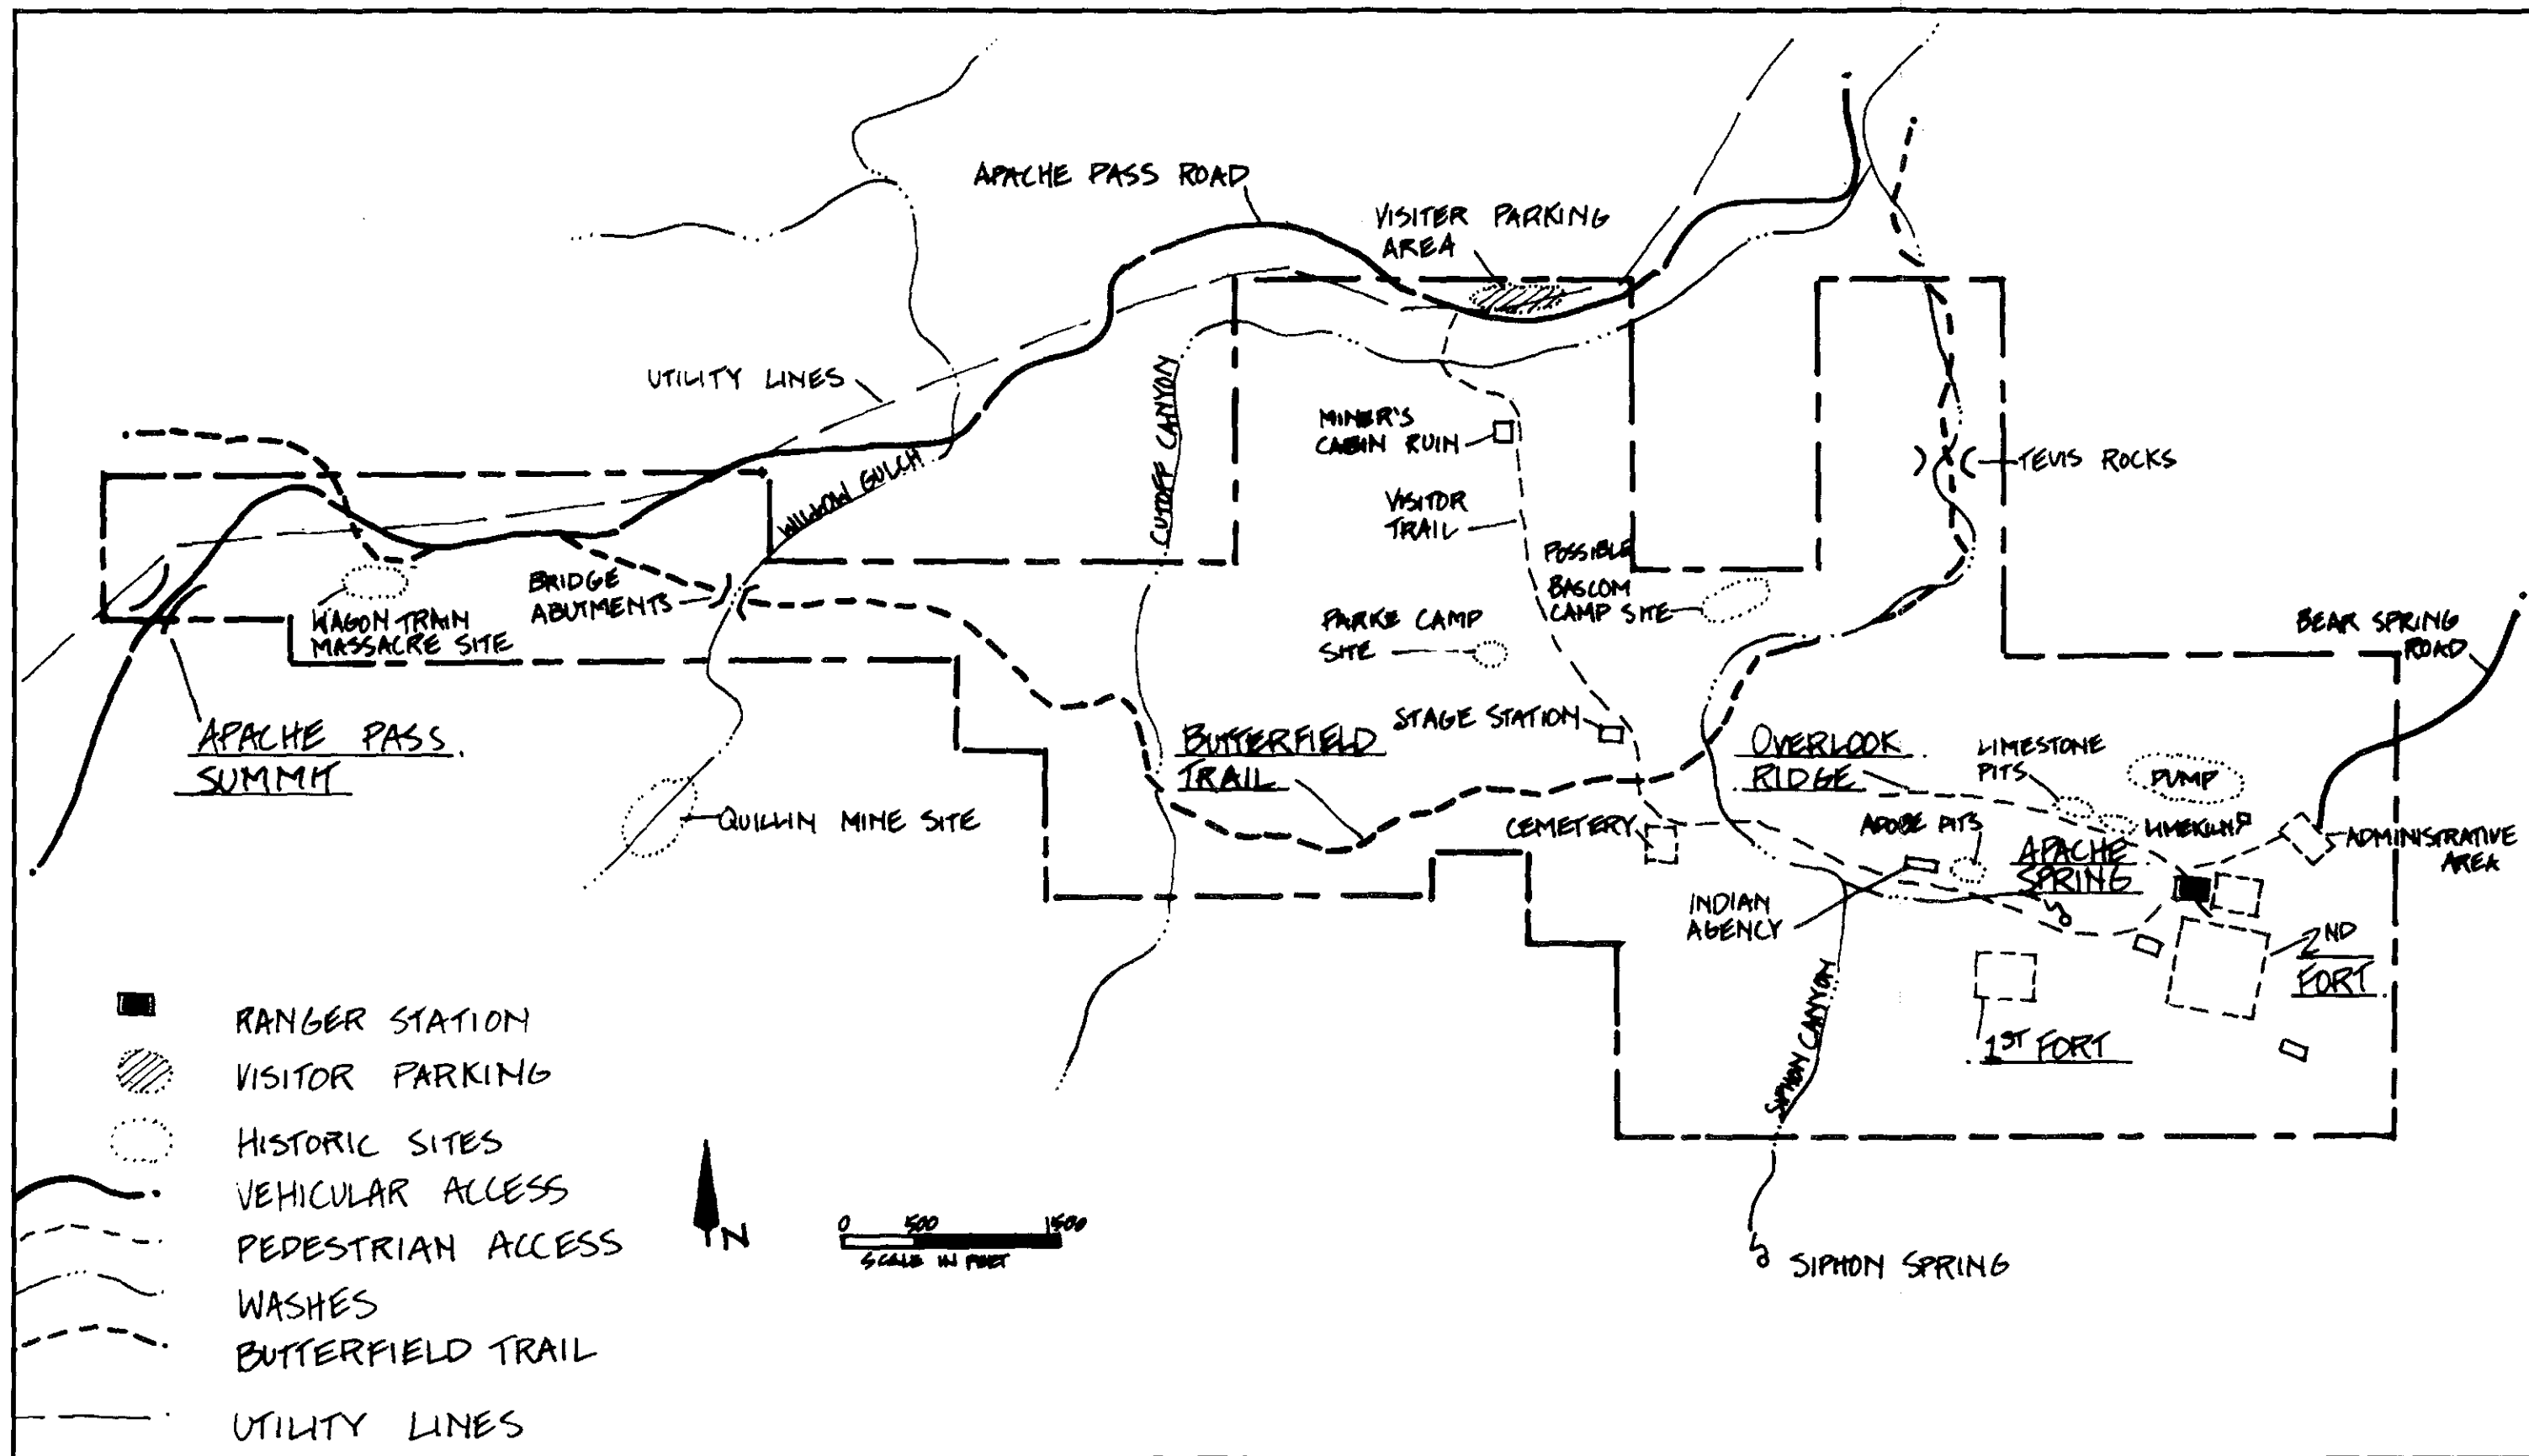 APACHE PASS ROAD
VISITER PARKING
AREA
UTILITY LINES
MINER'S
CABIN RUIN
CUTOFF CANYON
WILLOW GULCH
TEVIS ROCKS
VISITOR
TRAIL
POSSIBLE
BASCOM
CAMP SITE
BRIDGE
ABUTMENTS
WAGON TRAIN
MASSACRE SITE
PARKE CAMP
SITE
BEAR SPRING
ROAD
APACHE PASS
SUMMIT
STAGE STATION
BUTTERFIELD
TRAIL
OVERLOOK
RIDGE
LIMESTONE
PITS
PUMP
QUILLIN MINE SITE
CEMETERY
ADOBE PITS
LIMEKILN
ADMINISTRATIVE
AREA
APACHE
SPRING
INDIAN
AGENCY
2ND
FORT
1ST FORT
SIPHON CANYON
SIPHON SPRING
RANGER STATION
VISITOR PARKING
HISTORIC SITES
VEHICULAR ACCESS
PEDESTRIAN ACCESS
WASHES
BUTTERFIELD TRAIL
UTILITY LINES
N
0 500 1500
SCALE IN FEET